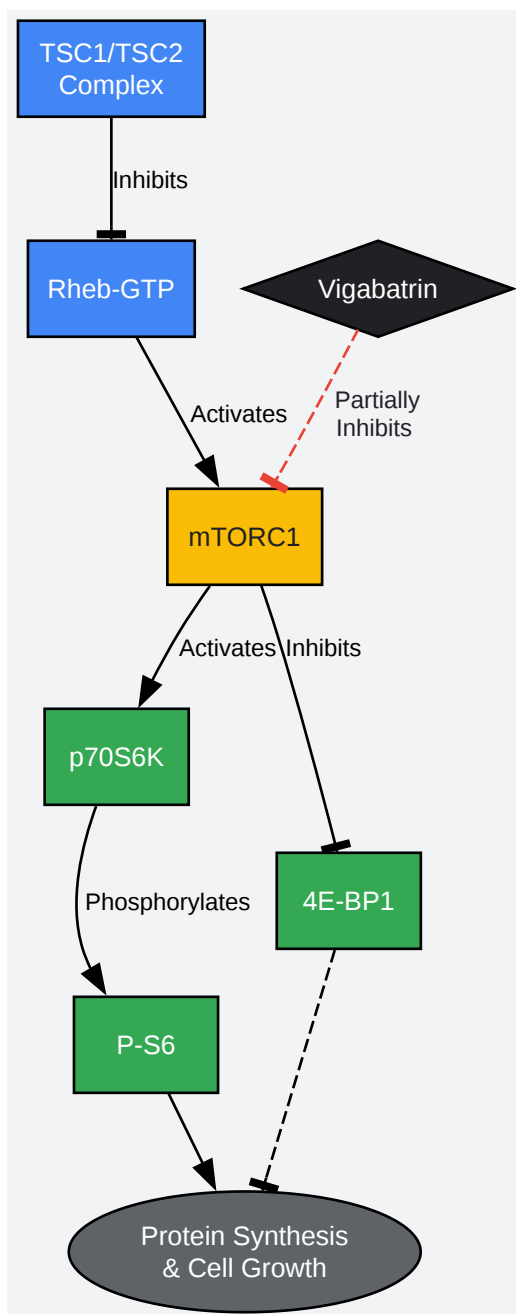 TSC1/TSC2
Complex
Inhibits
Rheb-GTP
Vigabatrin
Activates
Partially
Inhibits
mTORC1
Activates
Inhibits
p70S6K
Phosphorylates
4E-BP1
P-S6
Protein Synthesis
& Cell Growth